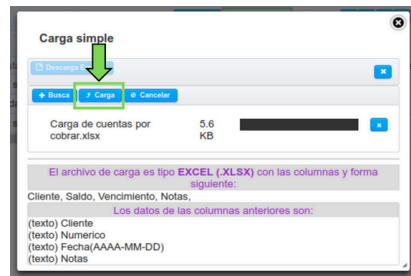 Carga simple
Descarga E
+ Busca Carga Cancelar
Carga de cuentas por 5.6
cobrar.xlsx KB
El archivo de carga es tipo EXCEL (.XLSX) con las columnas y forma
siguiente:
Cliente, Saldo, Vencimiento, Notas,
Los datos de las columnas anteriores son:
(texto) Cliente
(texto) Numerico
(texto) Fecha(AAAA-MM-DD)
(texto) Notas